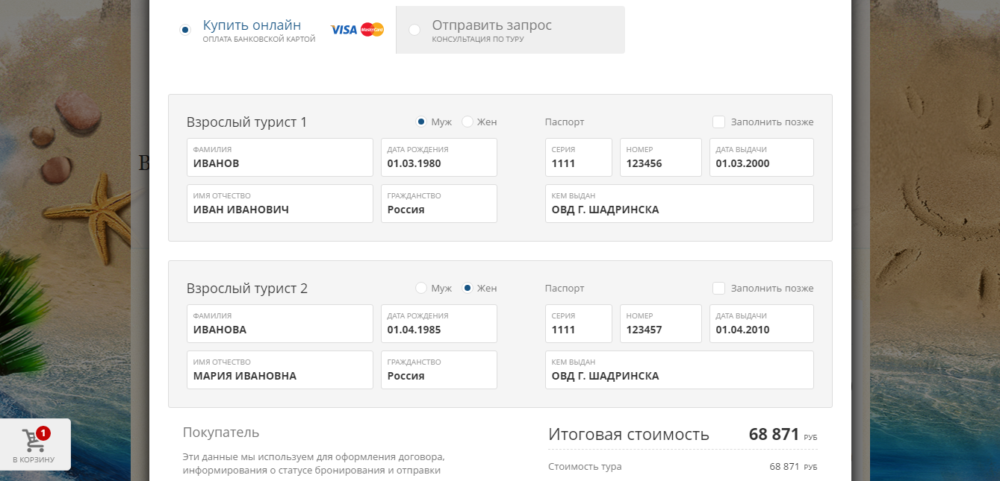 Купить онлайн
ОПЛАТА БАНКОВСКОЙ КАРТОЙ
VISA MasterCard
Отправить запрос
КОНСУЛЬТАЦИЯ ПО ТУРУ
Взрослый турист 1
Муж Жен
Паспорт
Заполнить позже
ФАМИЛИЯ ДАТА РОЖДЕНИЯ СЕРИЯ НОМЕР ДАТА ВЫДАЧИ
ИВАНОВ 01.03.1980 1111 123456 01.03.2000
ИМЯ ОТЧЕСТВО ГРАЖДАНСТВО КЕМ ВЫДАН
ИВАН ИВАНОВИЧ Россия ОВД Г. ШАДРИНСКА
В
Взрослый турист 2
Муж Жен
Паспорт
Заполнить позже
ФАМИЛИЯ ДАТА РОЖДЕНИЯ СЕРИЯ НОМЕР ДАТА ВЫДАЧИ
ИВАНОВА 01.04.1985 1111 123457 01.04.2010
ИМЯ ОТЧЕСТВО ГРАЖДАНСТВО КЕМ ВЫДАН
МАРИЯ ИВАНОВНА Россия ОВД Г. ШАДРИНСКА
1
В КОРЗИНУ
Покупатель
Эти данные мы используем для оформления договора,
информирования о статусе бронирования и отправки
Итоговая стоимость 68 871 РУБ
Стоимость тура 68 871 РУБ